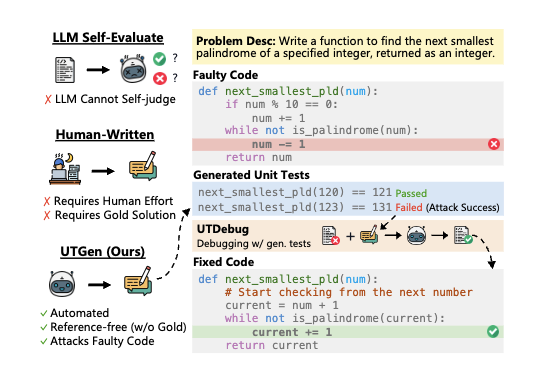 LLM Self-Evaluate
?
?
✗ LLM Cannot Self-judge
Human-Written
✗ Requires Human Effort
✗ Requires Gold Solution
UTGen (Ours)
✓ Automated
✓ Reference-free (w/o Gold)
✓ Attacks Faulty Code
Problem Desc: Write a function to find the next smallest
palindrome of a specified integer, returned as an integer.
Faulty Code
def next_smallest_pld(num):
    if num % 10 == 0:
        num += 1
    while not is_palindrome(num):
        num -= 1
    return num
Generated Unit Tests
next_smallest_pld(120) == 121 Passed
next_smallest_pld(123) == 131 Failed (Attack Success)
UTDebug
Debugging w/ gen. tests
+
Fixed Code
def next_smallest_pld(num):
    # Start checking from the next number
    current = num + 1
    while not is_palindrome(current):
        current += 1
    return current